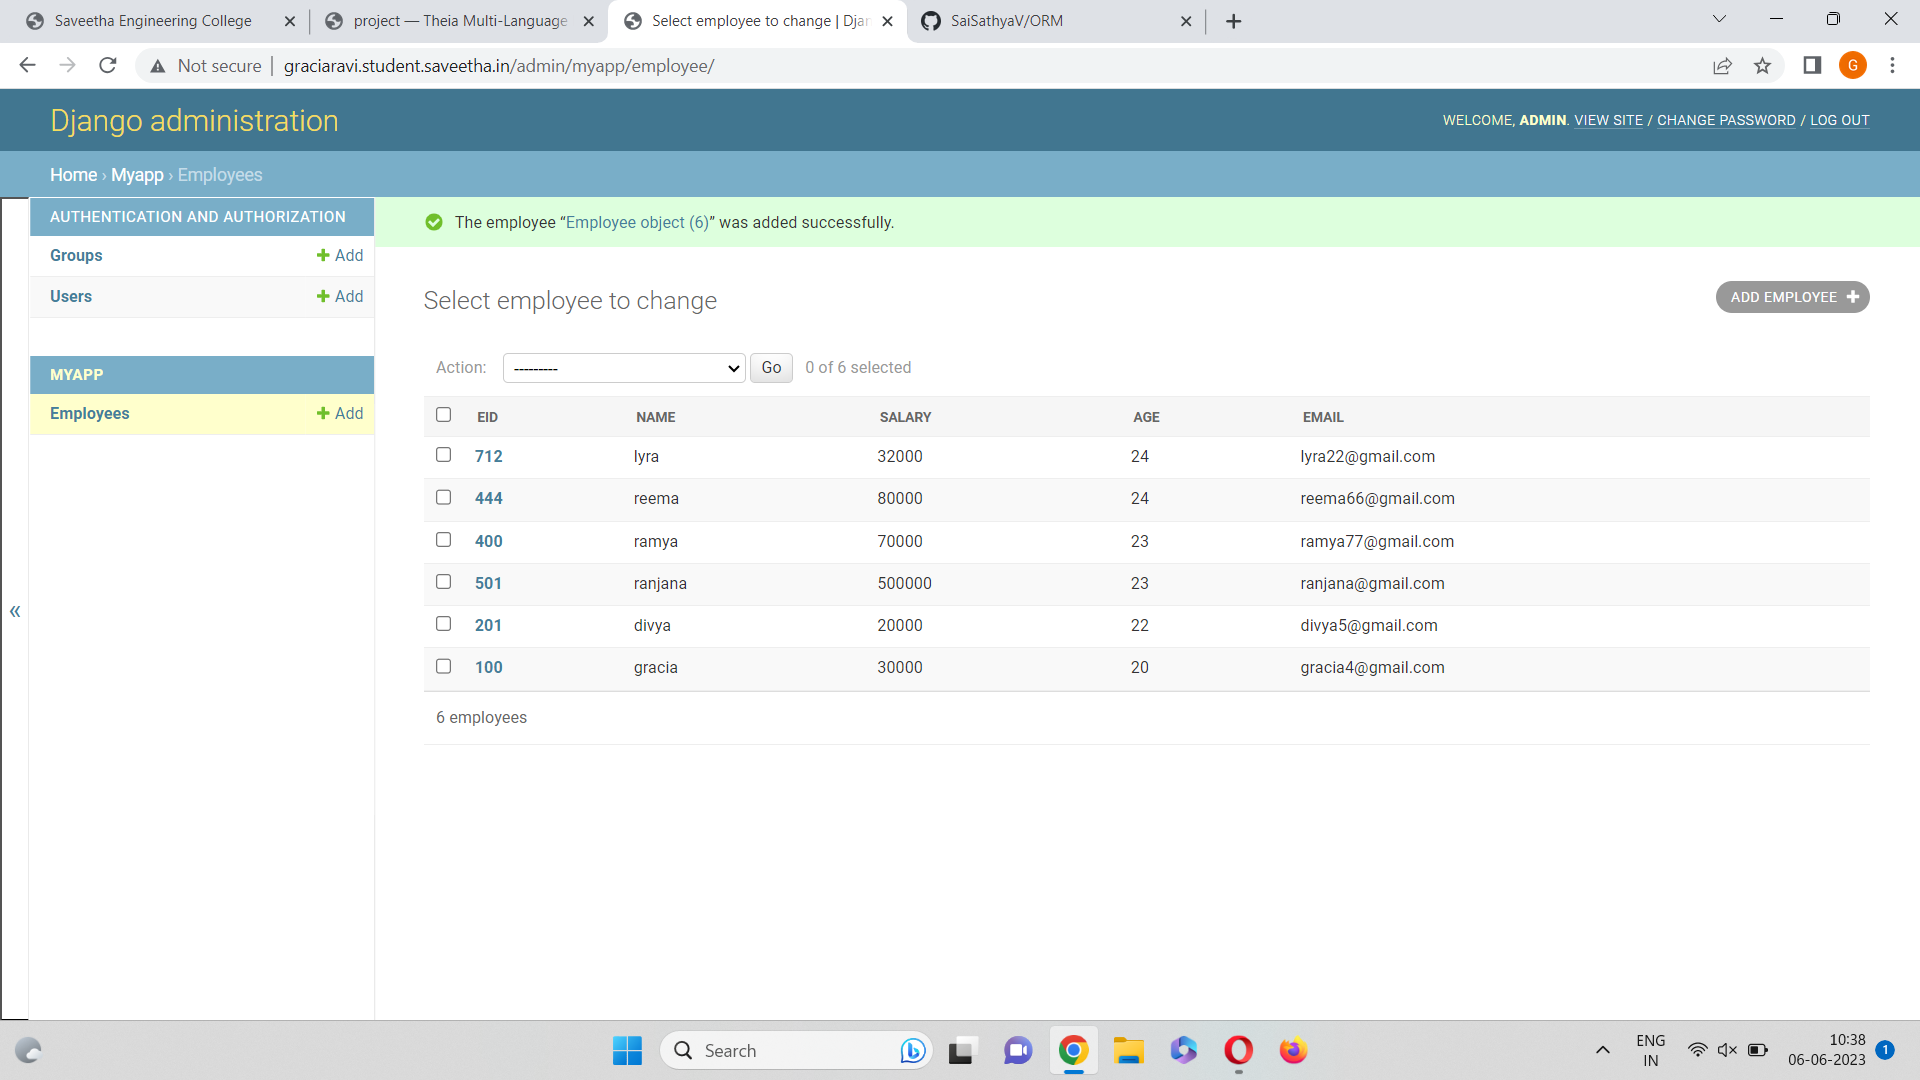 Saveetha Engineering College
project — Theia Multi-Language
Select employee to change | Djan
SaiSathyaV/ORM
Not secure
graciaravi.student.saveetha.in/admin/myapp/employee/
G
Django administration
WELCOME, ADMIN. VIEW SITE / CHANGE PASSWORD / LOG OUT
Home › Myapp › Employees
AUTHENTICATION AND AUTHORIZATION
Groups + Add
Users + Add
MYAPP
Employees + Add
«
The employee “Employee object (6)” was added successfully.
Select employee to change
ADD EMPLOYEE +
Action: --------- Go 0 of 6 selected
EID NAME SALARY AGE EMAIL
712 lyra 32000 24 lyra22@gmail.com
444 reema 80000 24 reema66@gmail.com
400 ramya 70000 23 ramya77@gmail.com
501 ranjana 500000 23 ranjana@gmail.com
201 divya 20000 22 divya5@gmail.com
100 gracia 30000 20 gracia4@gmail.com
6 employees
Search
ENG
IN
10:38
06-06-2023
1